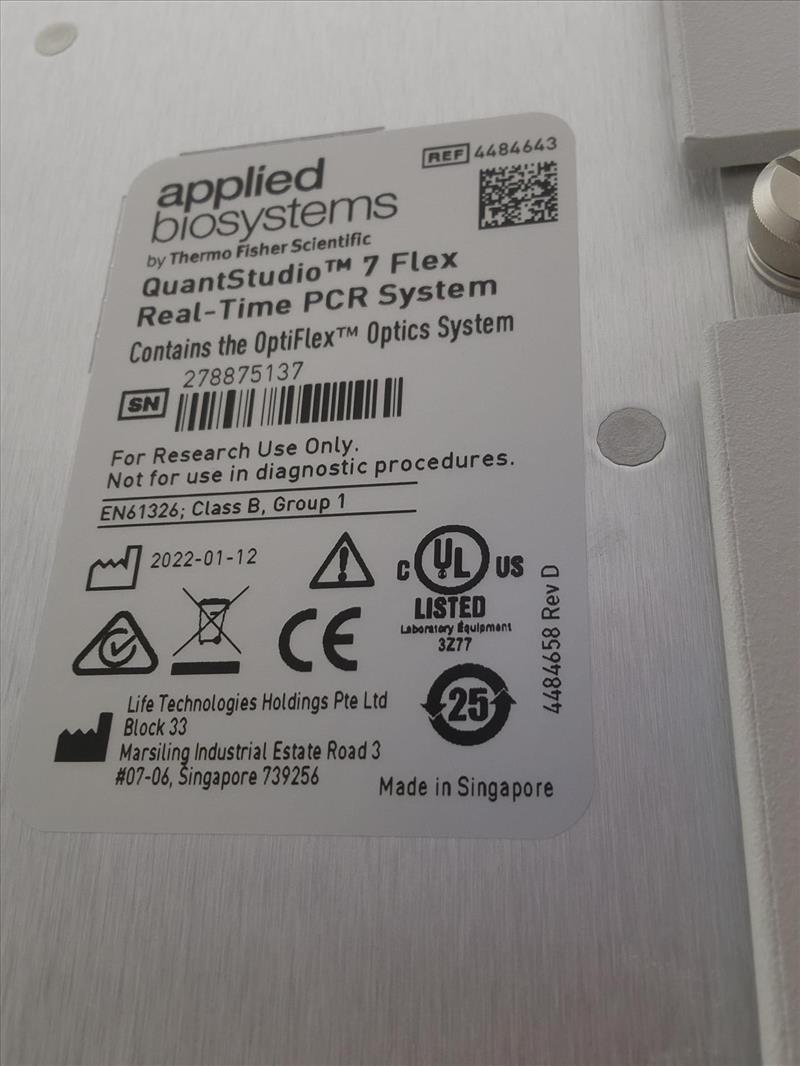 REF 4484643
applied
biosystems
by Thermo Fisher Scientific
QuantStudio™ 7 Flex
Real-Time PCR System
Contains the OptiFlex™ Optics System
278875137
SN
For Research Use Only.
Not for use in diagnostic procedures.
EN61326; Class B, Group 1
2022-01-12
C UL US
LISTED
Laboratory Equipment
3Z77
CE
25
4484658 Rev D
Life Technologies Holdings Pte Ltd
Block 33
Marsiling Industrial Estate Road 3
#07-06, Singapore 739256
Made in Singapore